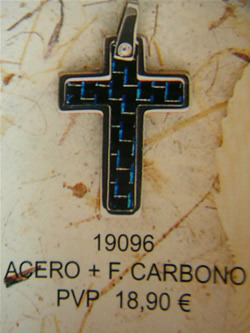 19096
ACERO + F. CARBONO
PVP 18,90 €